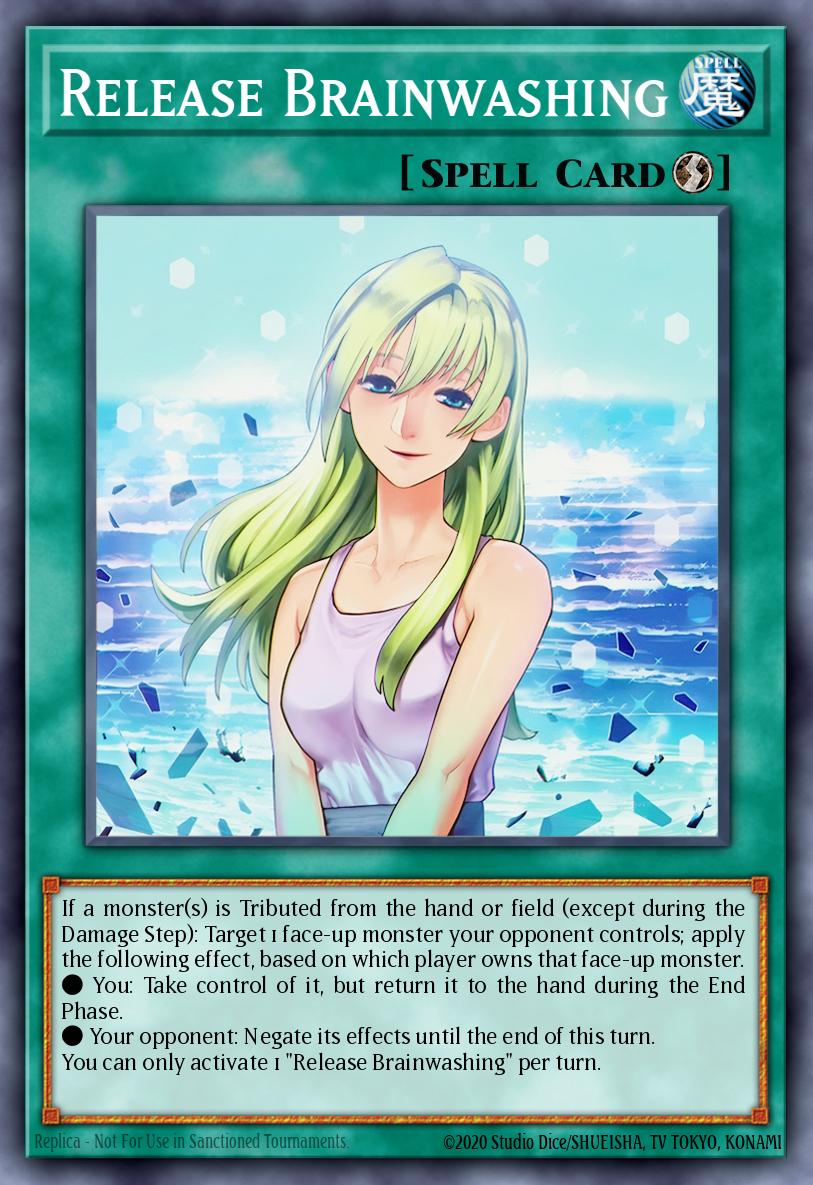 RELEASE BRAINWASHING
SPELL
魔
[SPELL CARD]
If a monster(s) is Tributed from the hand or field (except during the
Damage Step): Target 1 face-up monster your opponent controls; apply
the following effect, based on which player owns that face-up monster.
● You: Take control of it, but return it to the hand during the End
Phase.
● Your opponent: Negate its effects until the end of this turn.
You can only activate 1 "Release Brainwashing" per turn.
Replica - Not For Use in Sanctioned Tournaments.
©2020 Studio Dice/SHUEISHA, TV TOKYO, KONAMI